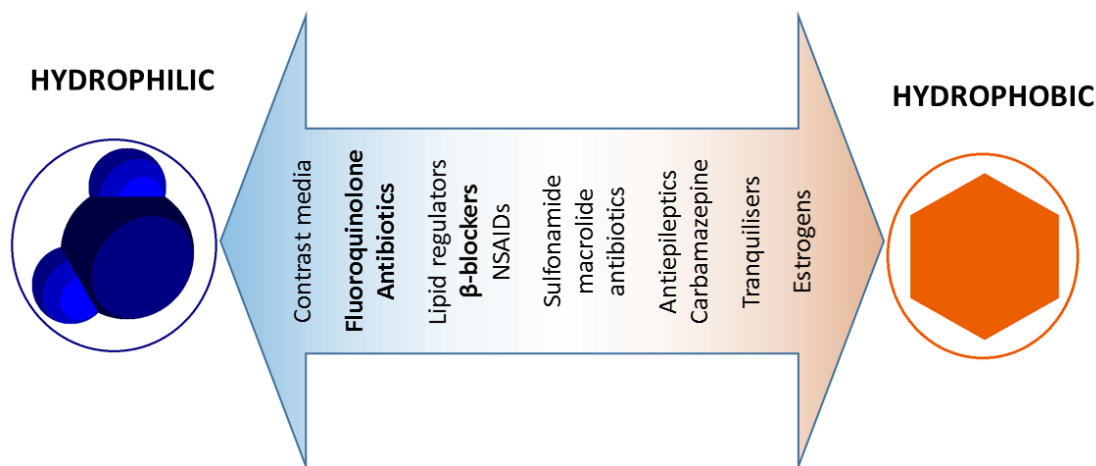 HYDROPHILIC
HYDROPHOBIC
Contrast media
Fluoroquinolone
Antibiotics
Lipid regulators
β-blockers
NSAIDs
Sulfonamide
macrolide
antibiotics
Antiepileptics
Carbamazepine
Tranquilisers
Estrogens